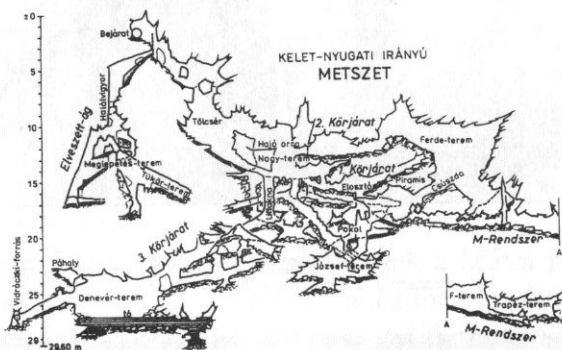 ±0
5
10
15
20
25
29
29.60 m
Bejárat
KELET-NYUGATI IRÁNYÚ
METSZET
Halálvigyor
Elveszett-ág
Tölcsér
2. Körjárat
Hajó orra
Ferde-terem
Meglepetés-terem
Nagy-terem
1. Körjárat
Tükör-terem
Elosztó
Piramis
Csúszda
Pokol
M-Rendszer
3. Körjárat
József-terem
Páholy
Vidróczki-forrás
Denevér-terem
Tó
A
F-terem
Trapéz-terem
M-Rendszer